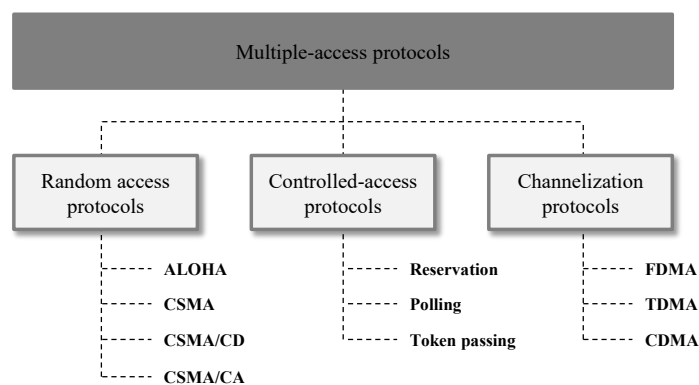 Multiple-access protocols
Random access
protocols
Controlled-access
protocols
Channelization
protocols
ALOHA
CSMA
CSMA/CD
CSMA/CA
Reservation
Polling
Token passing
FDMA
TDMA
CDMA